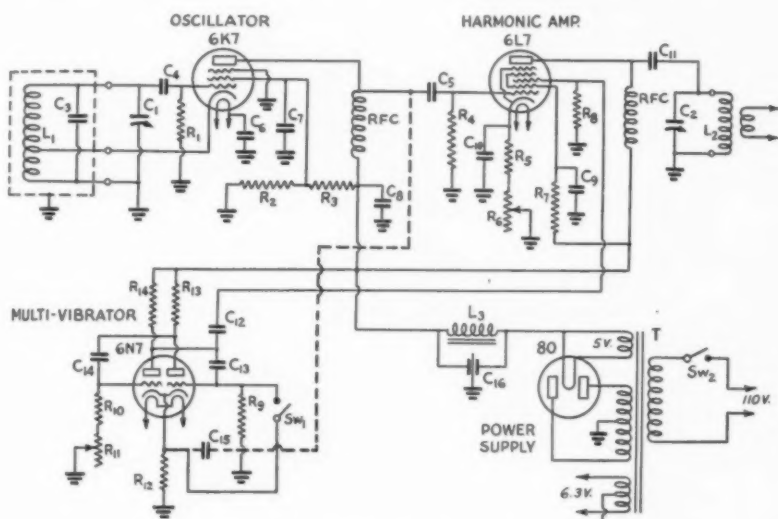 OSCILLATOR
6K7
HARMONIC AMP.
6L7
C4
C3
L1
C1
R1
C6
C7
R2
R3
RFC
C8
C5
R4
C10
R5
R6
R7
R8
C9
RFC
C11
C2
L2
MULTI-VIBRATOR
6N7
R14
R13
C14
C12
C13
R10
R11
R12
C15
R9
SW1
L3
C16
80
5V.
T
SW2
110V.
POWER
SUPPLY
6.3V.